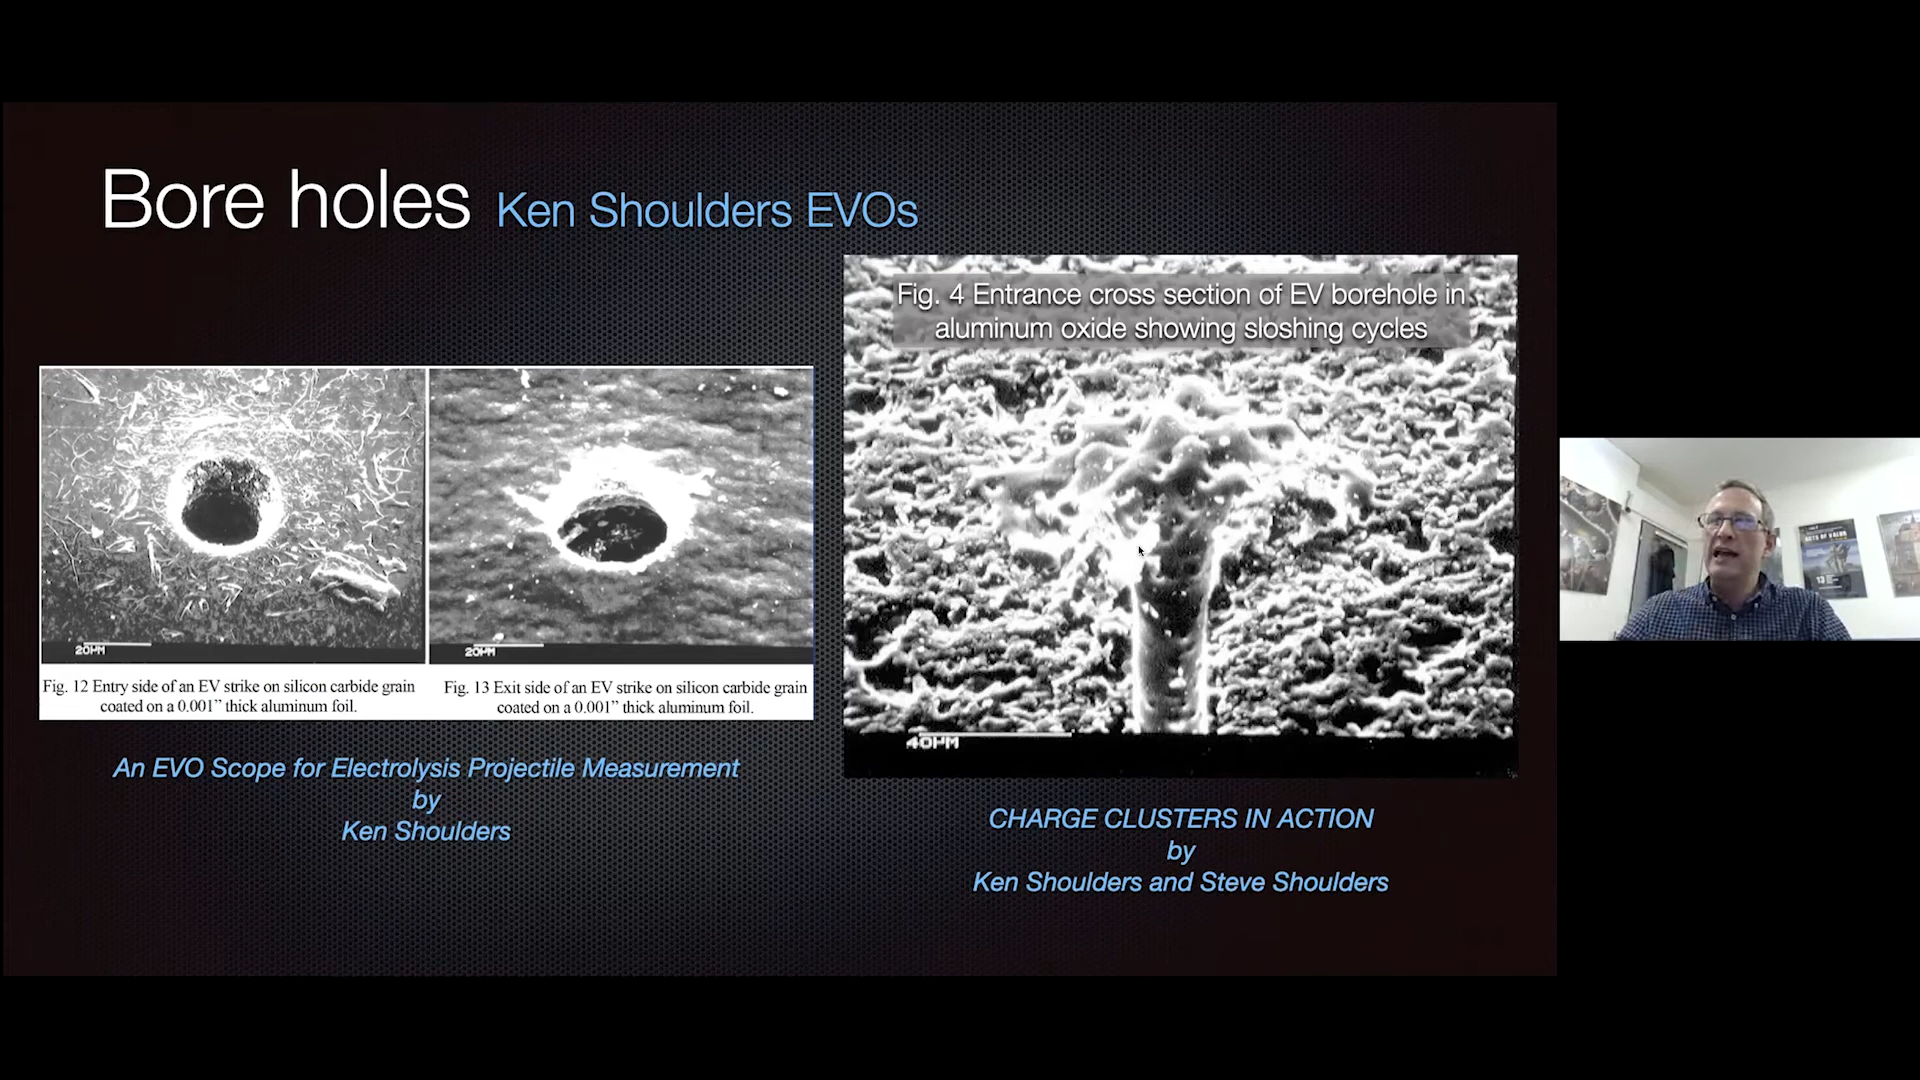 Bore holes Ken Shoulders EVOs
Fig. 4 Entrance cross section of EV borehole in
aluminum oxide showing sloshing cycles
20µM
20µM
Fig. 12 Entry side of an EV strike on silicon carbide grain
coated on a 0.001” thick aluminum foil.
Fig. 13 Exit side of an EV strike on silicon carbide grain
coated on a 0.001” thick aluminum foil.
40µM
An EVO Scope for Electrolysis Projectile Measurement
by
Ken Shoulders
CHARGE CLUSTERS IN ACTION
by
Ken Shoulders and Steve Shoulders
ACTS OF VALOR
13